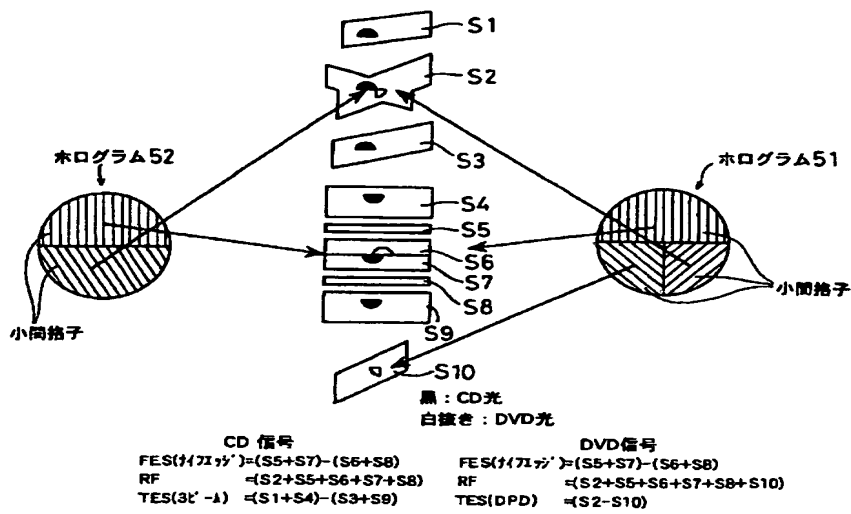 S1
S2
S3
ホログラム52
ホログラム51
S4
S5
S6
S7
S8
S9
小間挌子
小間挌子
S10
黒：CD光
白抜き：DVD光
CD 信号
FES(ﾅｲﾌｴｯｼﾞ)=(S5+S7)-(S6+S8)
RF =(S2+S5+S6+S7+S8)
TES(3ﾋﾞｰﾑ) =(S1+S4)-(S3+S9)
DVD信号
FES(ﾅｲﾌｴｯｼﾞ)=(S5+S7)-(S6+S8)
RF =(S2+S5+S6+S7+S8+S10)
TES(DPD) =(S2-S10)